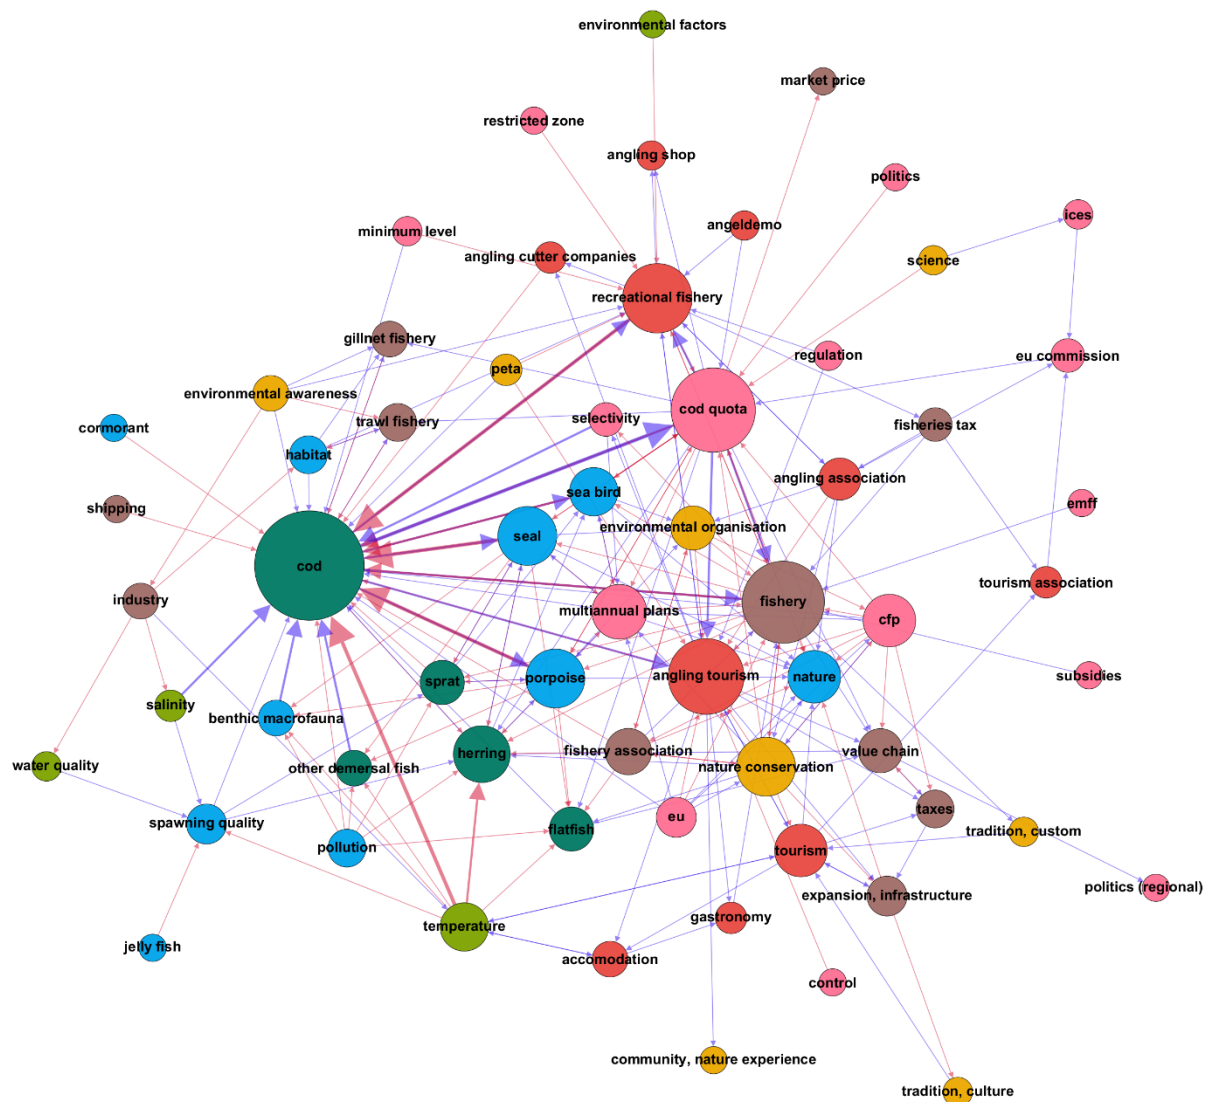 environmental factors
market price
restricted zone
angling shop
politics
ices
minimum level
angeldemo
angling cutter companies
science
recreational fishery
gillnet fishery
regulation
eu commission
peta
environmental awareness
cod quota
selectivity
trawl fishery
fisheries tax
cormorant
habitat
angling association
sea bird
emff
shipping
environmental organisation
seal
cod
tourism association
industry
fishery
multiannual plans
cfp
subsidies
sprat
porpoise
angling tourism
nature
salinity
benthic macrofauna
herring
fishery association
value chain
water quality
other demersal fish
nature conservation
taxes
spawning quality
eu
flatfish
tradition, custom
pollution
tourism
politics (regional)
expansion, infrastructure
gastronomy
temperature
jelly fish
accomodation
control
community, nature experience
tradition, culture